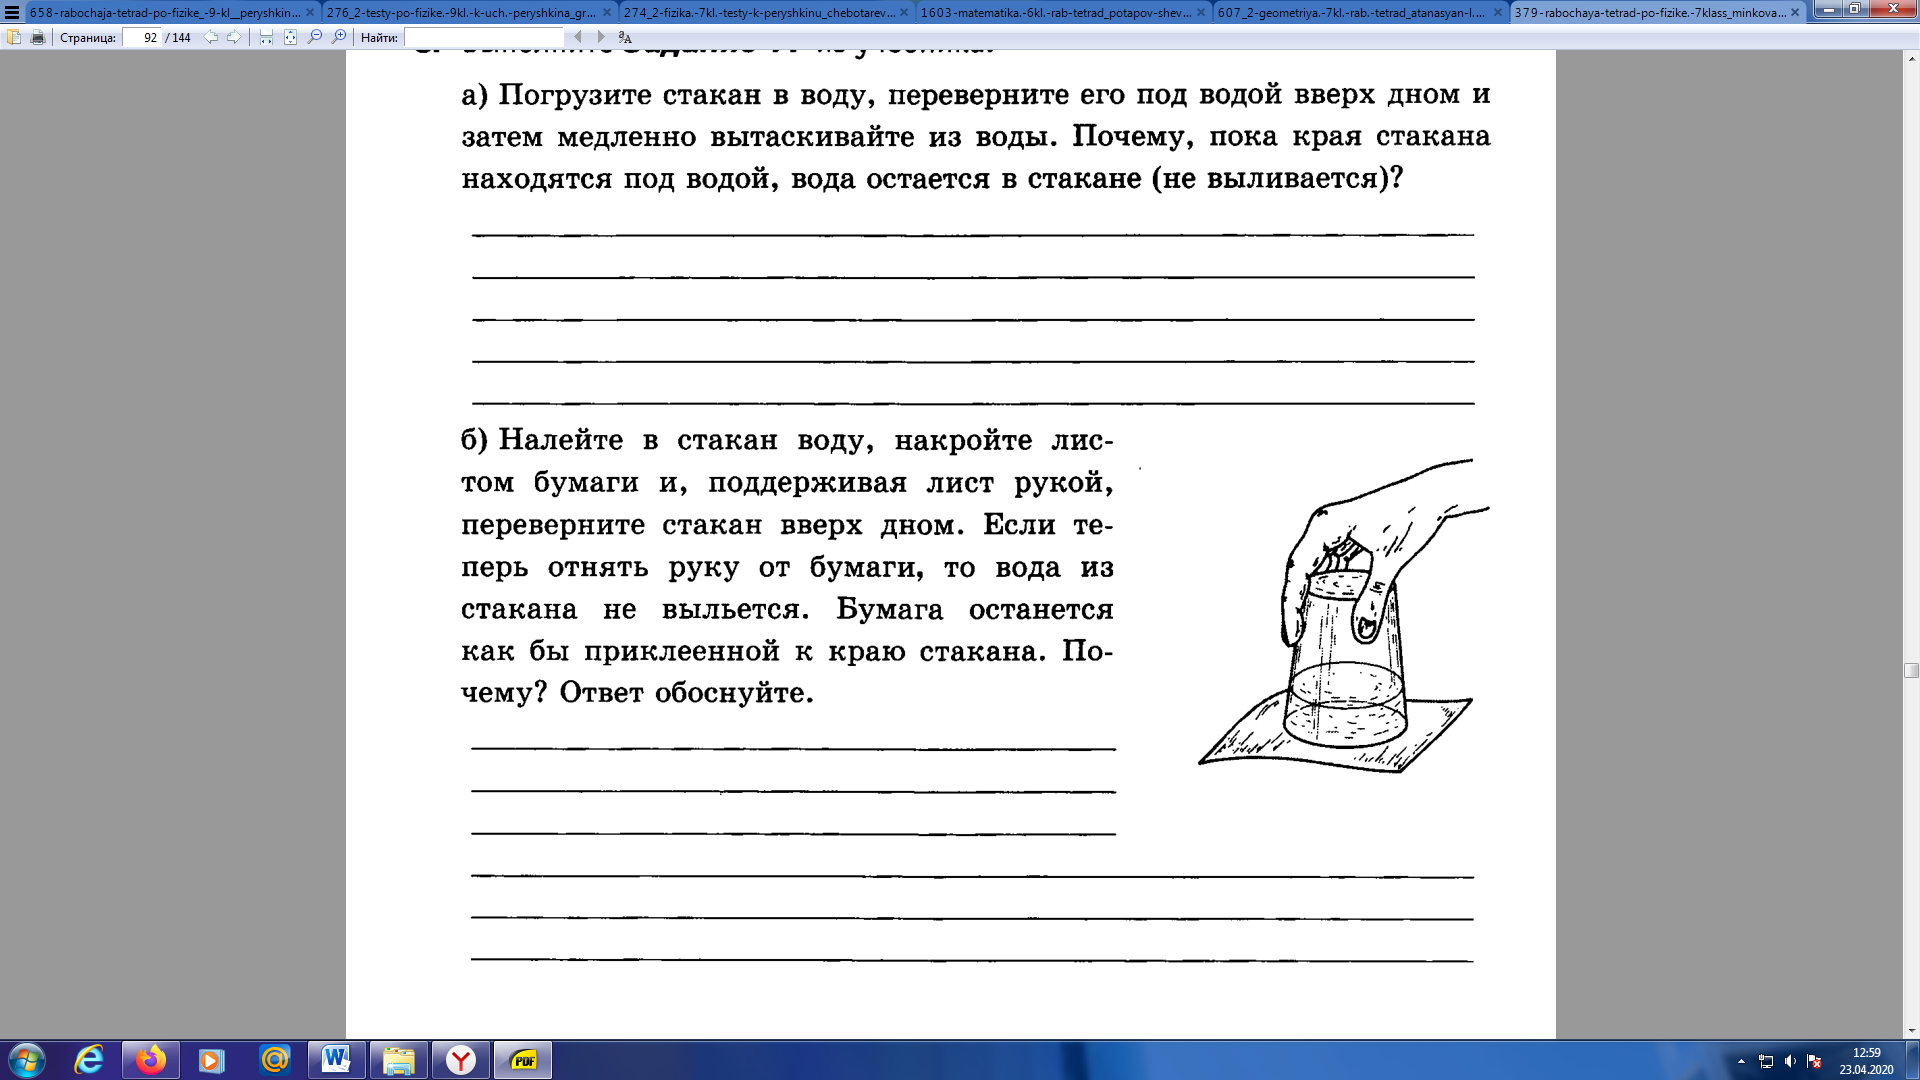 658-rabochaja-tetrad-po-fizike_-9-kl__peryshkin...
276_2-testy-po-fizike.-9kl.-k-uch.-peryshkina_gr...
274_2-fizika.-7kl.-testy-k-peryshkinu_chebotarev...
1603-matematika.-6kl.-rab-tetrad_potapov-shev...
607_2-geometriya.-7kl.-rab.-tetrad_atanasyan-l....
379-rabochaya-tetrad-po-fizike.-7klass_minkova...
Страница: 92 / 144 Найти:
а) Погрузите стакан в воду, переверните его под водой вверх дном и
затем медленно вытаскивайте из воды. Почему, пока края стакана
находятся под водой, вода остается в стакане (не выливается)?
б) Налейте в стакан воду, накройте лис-
том бумаги и, поддерживая лист рукой,
переверните стакан вверх дном. Если те-
перь отнять руку от бумаги, то вода из
стакана не выльется. Бумага останется
как бы приклеенной к краю стакана. По-
чему? Ответ обоснуйте.
PDF
12:59
23.04.2020